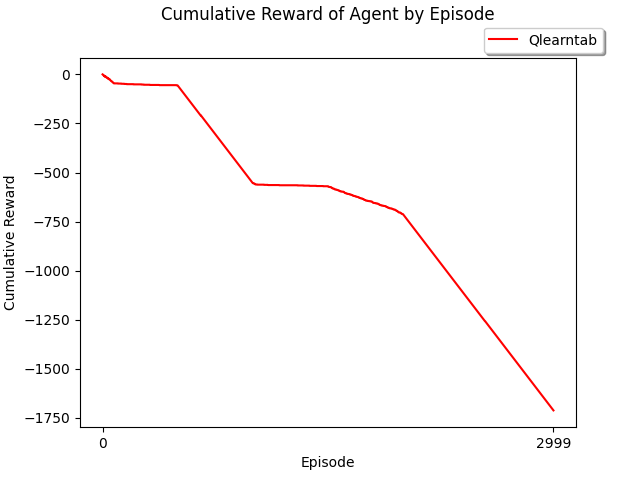 Cumulative Reward of Agent by Episode
Qlearntab
0
−250
−500
−750
−1000
−1250
−1500
−1750
Cumulative Reward
0 2999
Episode